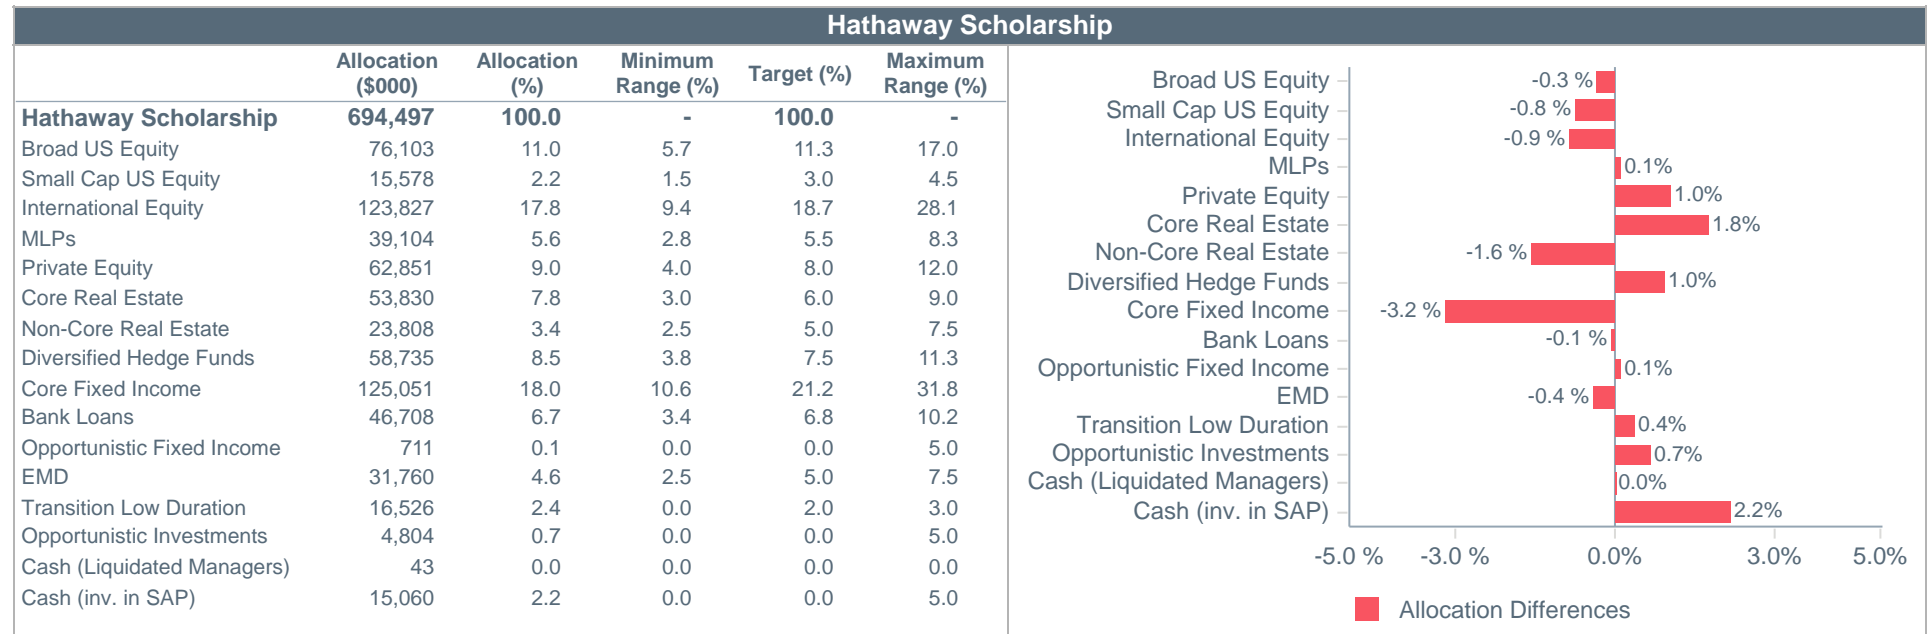 Hathaway Scholarship
Allocation ($000) Allocation (%) Minimum Range (%) Target (%) Maximum Range (%)
Hathaway Scholarship 694,497 100.0 - 100.0 -
Broad US Equity 76,103 11.0 5.7 11.3 17.0
Small Cap US Equity 15,578 2.2 1.5 3.0 4.5
International Equity 123,827 17.8 9.4 18.7 28.1
MLPs 39,104 5.6 2.8 5.5 8.3
Private Equity 62,851 9.0 4.0 8.0 12.0
Core Real Estate 53,830 7.8 3.0 6.0 9.0
Non-Core Real Estate 23,808 3.4 2.5 5.0 7.5
Diversified Hedge Funds 58,735 8.5 3.8 7.5 11.3
Core Fixed Income 125,051 18.0 10.6 21.2 31.8
Bank Loans 46,708 6.7 3.4 6.8 10.2
Opportunistic Fixed Income 711 0.1 0.0 0.0 5.0
EMD 31,760 4.6 2.5 5.0 7.5
Transition Low Duration 16,526 2.4 0.0 2.0 3.0
Opportunistic Investments 4,804 0.7 0.0 0.0 5.0
Cash (Liquidated Managers) 43 0.0 0.0 0.0 0.0
Cash (inv. in SAP) 15,060 2.2 0.0 0.0 5.0
Broad US Equity -0.3 %
Small Cap US Equity -0.8 %
International Equity -0.9 %
MLPs 0.1%
Private Equity 1.0%
Core Real Estate 1.8%
Non-Core Real Estate -1.6 %
Diversified Hedge Funds 1.0%
Core Fixed Income -3.2 %
Bank Loans -0.1 %
Opportunistic Fixed Income 0.1%
EMD -0.4 %
Transition Low Duration 0.4%
Opportunistic Investments 0.7%
Cash (Liquidated Managers) 0.0%
Cash (inv. in SAP) 2.2%
-5.0 % -3.0 % 0.0% 3.0% 5.0%
Allocation Differences